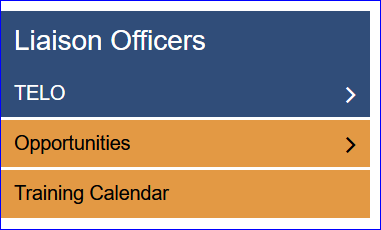 Liaison Officers
TELO
Opportunities
Training Calendar